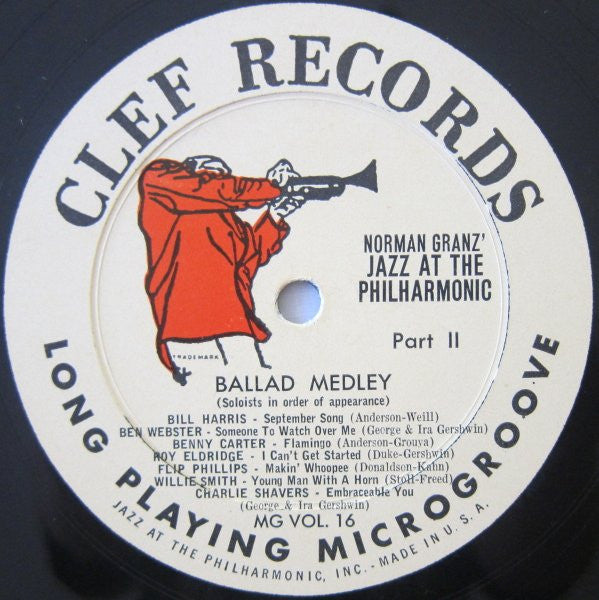 CLEF RECORDS
NORMAN GRANZ'
JAZZ AT THE
PHILHARMONIC
Part II
TRADEMARK
BALLAD MEDLEY
(Soloists in order of appearance)
BILL HARRIS - September Song (Anderson-Weill)
BEN WEBSTER - Someone To Watch Over Me (George & Ira Gershwin)
BENNY CARTER - Flamingo (Anderson-Grouya)
ROY ELDRIDGE - I Can't Get Started (Duke-Gershwin)
FLIP PHILLIPS - Makin' Whoopee (Donaldson-Kahn)
WILLIE SMITH - Young Man With A Horn (Stoll-Freed)
CHARLIE SHAVERS - Embraceable You
(George & Ira Gershwin)
MG VOL. 16
LONG PLAYING MICROGROOVE
JAZZ AT THE PHILHARMONIC, INC.-MADE IN U.S.A.